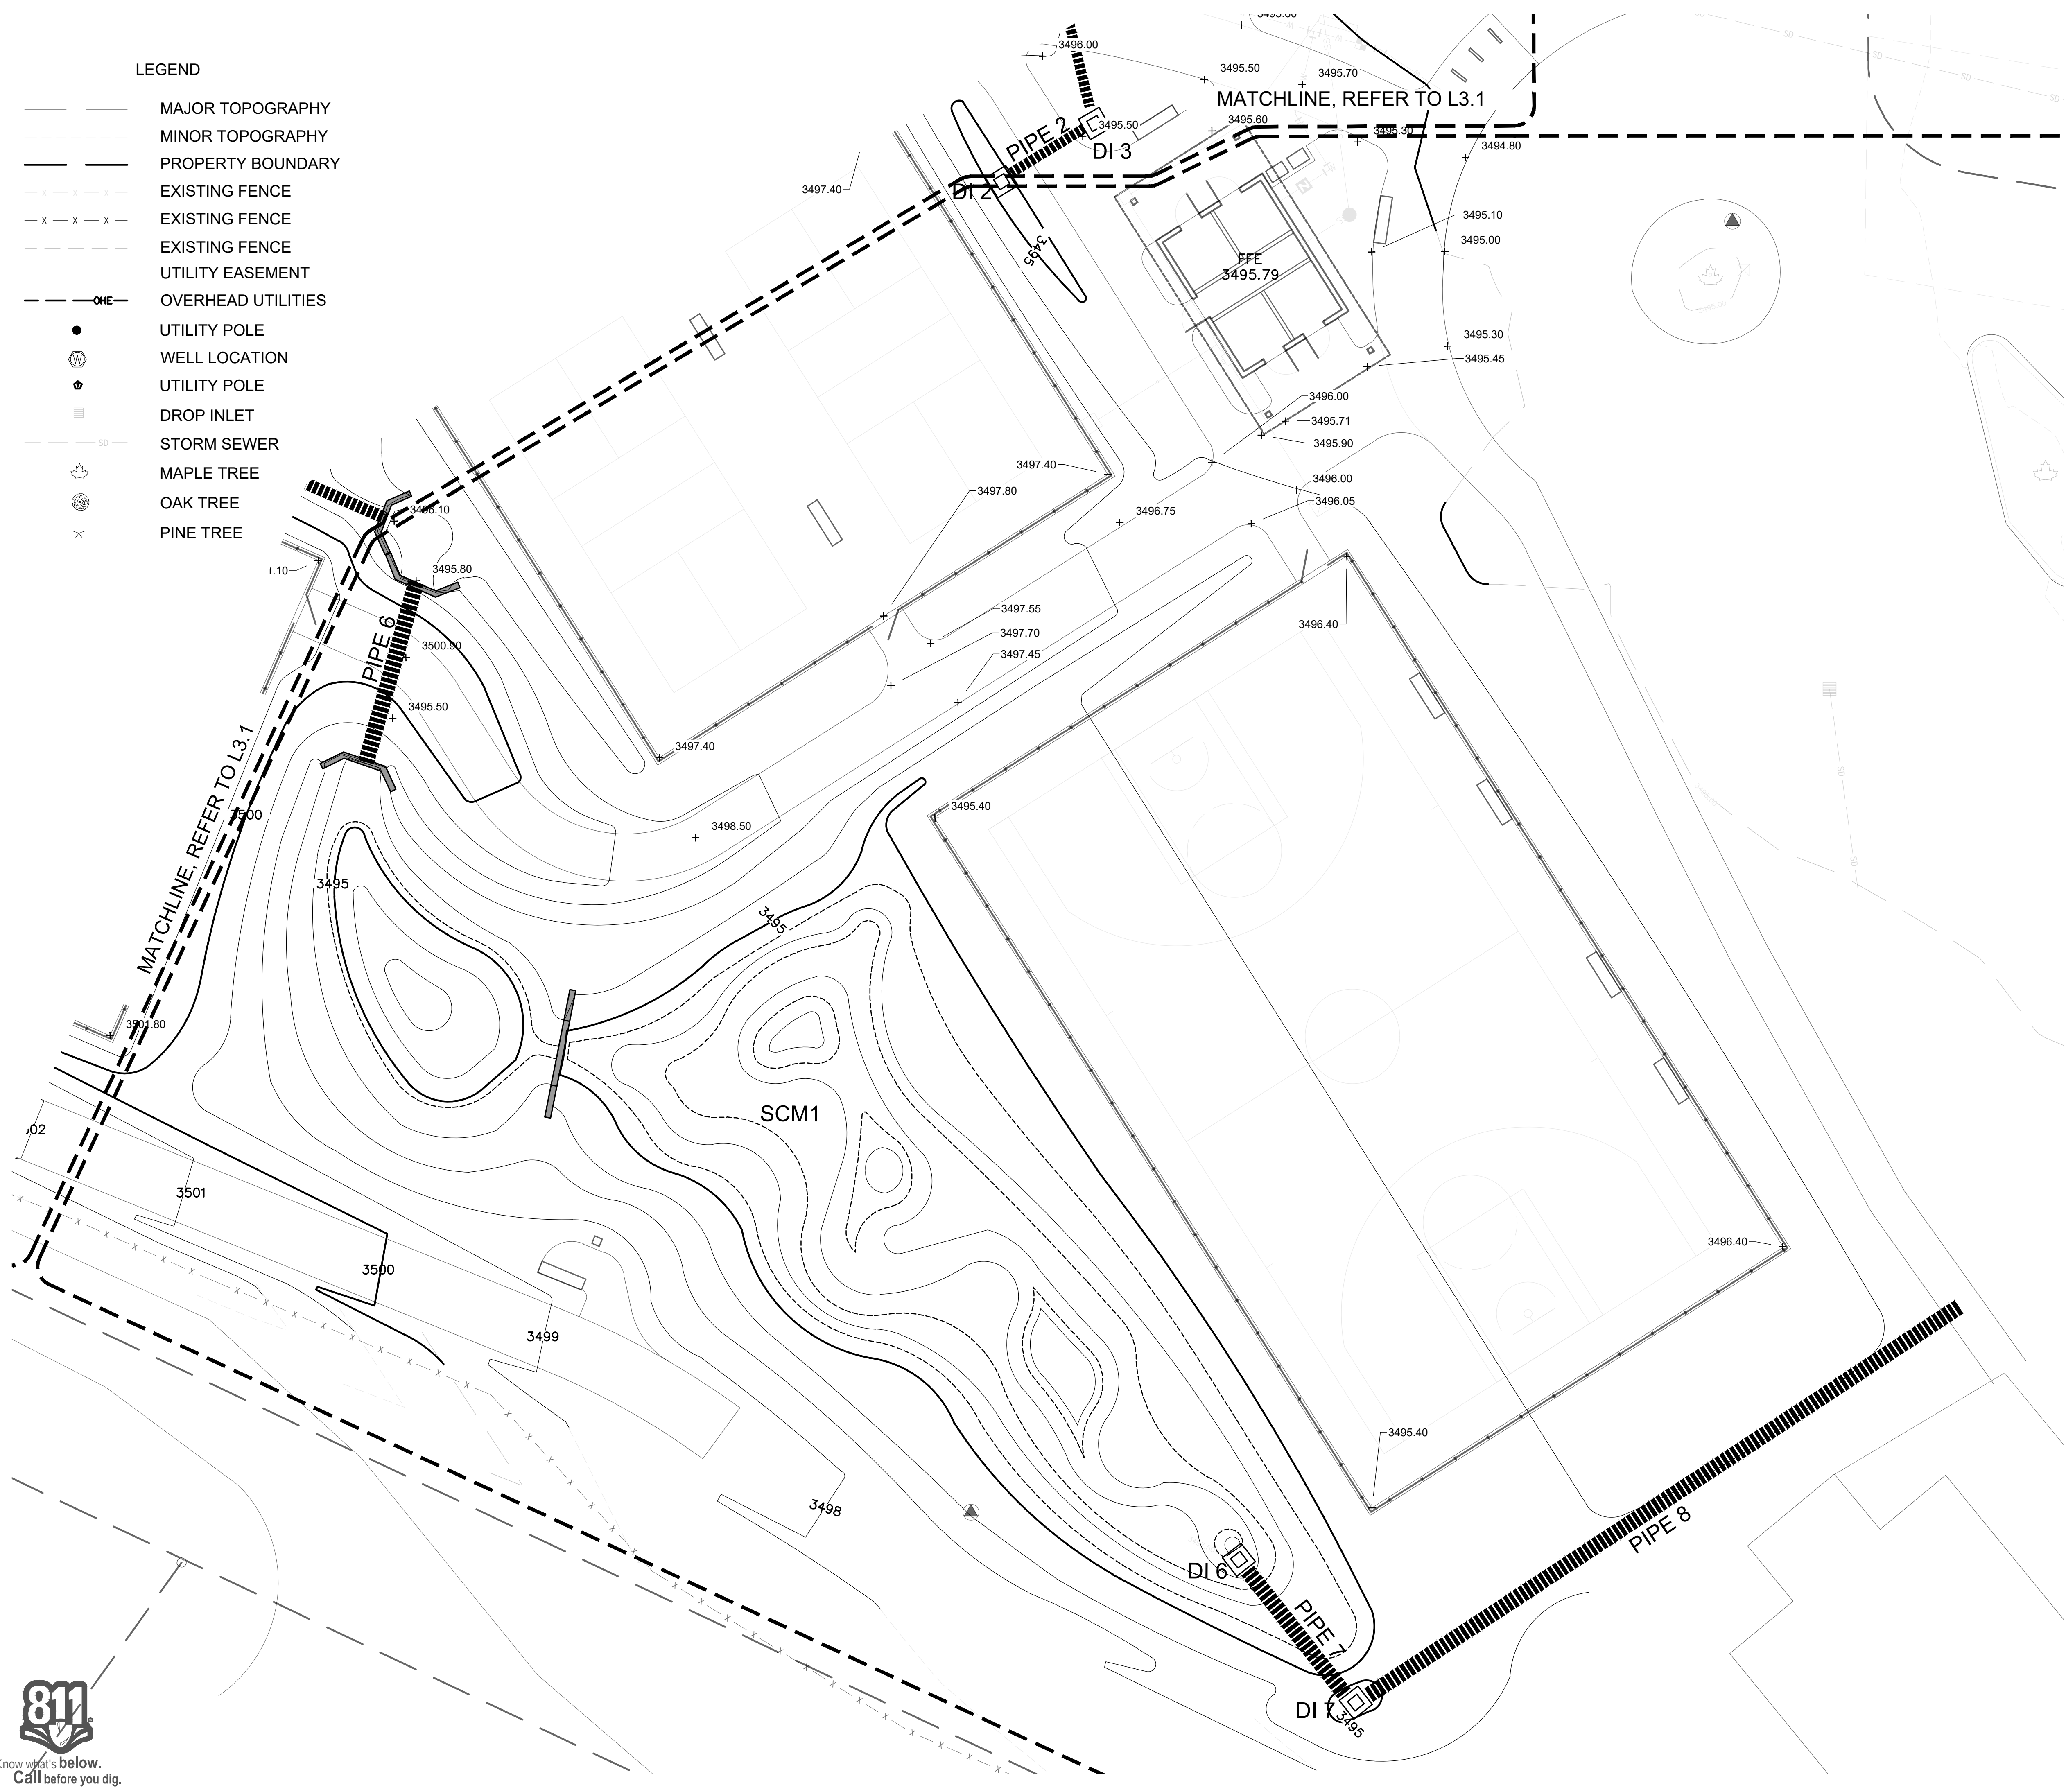 LEGEND
MAJOR TOPOGRAPHY
MINOR TOPOGRAPHY
PROPERTY BOUNDARY
x x x EXISTING FENCE
x x x EXISTING FENCE
EXISTING FENCE
UTILITY EASEMENT
OHE OVERHEAD UTILITIES
UTILITY POLE
W WELL LOCATION
UTILITY POLE
DROP INLET
SD STORM SEWER
MAPLE TREE
OAK TREE
PINE TREE
3496.00
3495.50
3495.70
MATCHLINE, REFER TO L3.1
3495.50
3495.60
3495.30
3494.80
PIPE 2
DI 3
DI 2
3497.40
3495
FFE
3495.79
3495.10
3495.00
3495.30
3495.45
3496.00
3495.71
3495.90
3497.40
3497.80
3496.00
3496.05
3496.75
3496.10
3495.80
PIPE 6
3500.90
3495.50
3497.55
3497.70
3497.45
3496.40
3497.40
3498.50
3495.40
MATCHLINE, REFER TO L3.1
3500
3495
3495
3501.80
SCM1
3501
3500
3499
3498
3496.40
3495.40
PIPE 8
DI 6
PIPE 7
DI 7
3495
SD
SD
SD
SD
SD
811
Know what's below.
Call before you dig.